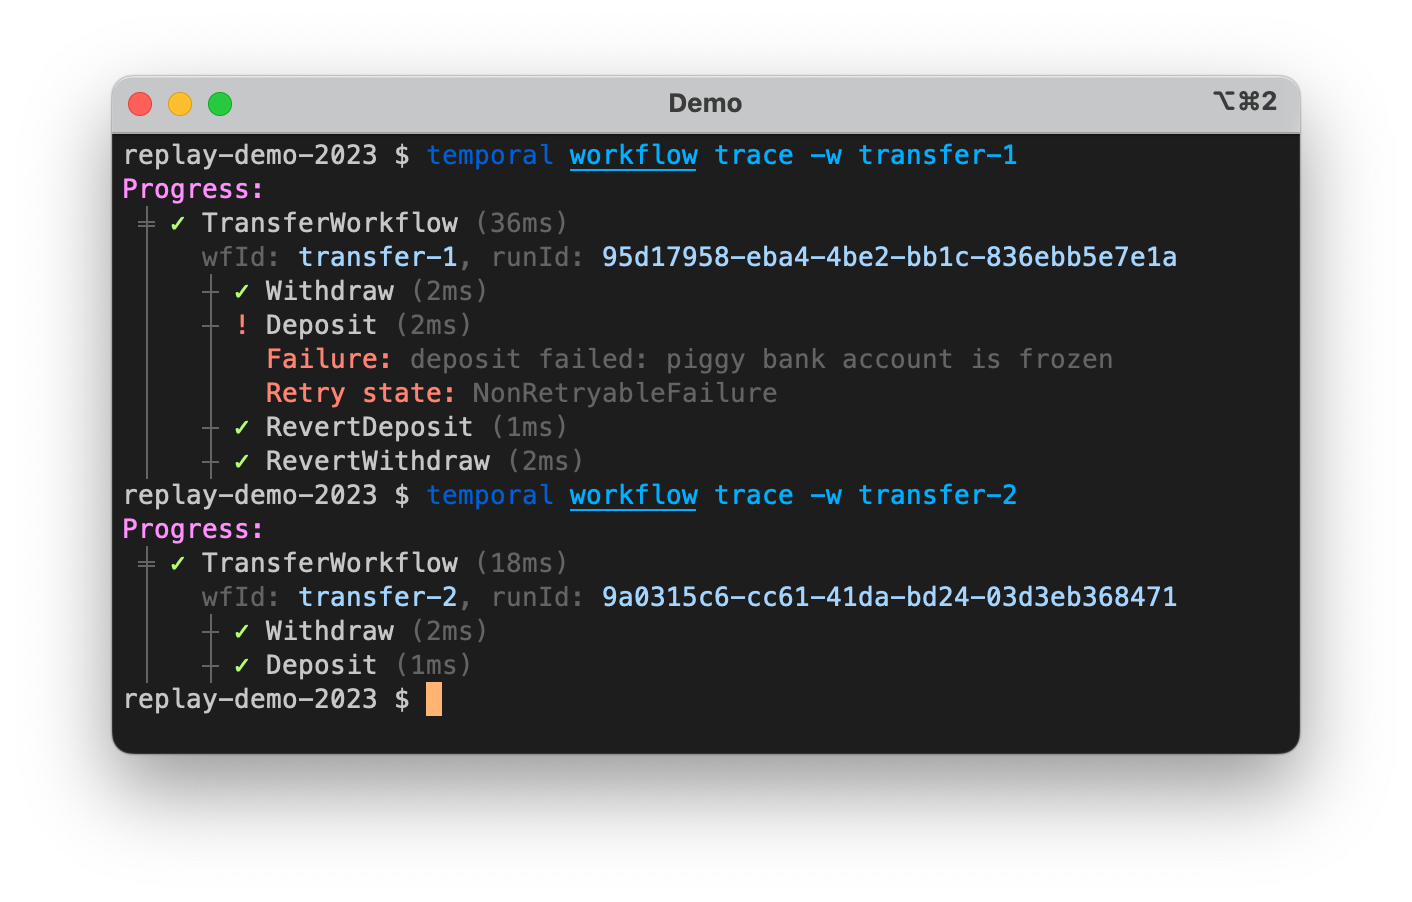 Demo
⌥⌘2
replay-demo-2023 $ temporal workflow trace -w transfer-1
Progress:
✓ TransferWorkflow (36ms)
wfId: transfer-1, runId: 95d17958-eba4-4be2-bb1c-836ebb5e7e1a
✓ Withdraw (2ms)
! Deposit (2ms)
Failure: deposit failed: piggy bank account is frozen
Retry state: NonRetryableFailure
✓ RevertDeposit (1ms)
✓ RevertWithdraw (2ms)
replay-demo-2023 $ temporal workflow trace -w transfer-2
Progress:
✓ TransferWorkflow (18ms)
wfId: transfer-2, runId: 9a0315c6-cc61-41da-bd24-03d3eb368471
✓ Withdraw (2ms)
✓ Deposit (1ms)
replay-demo-2023 $